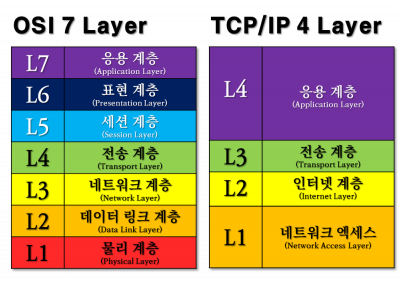 OSI 7 Layer
L7 응용 계층
(Application Layer)
L6 표현 계층
(Presentation Layer)
L5 세션 계층
(Session Layer)
L4 전송 계층
(Transport Layer)
L3 네트워크 계층
(Network Layer)
L2 데이터 링크 계층
(Data Link Layer)
L1 물리 계층
(Physical Layer)
TCP/IP 4 Layer
L4 응용 계층
(Application Layer)
L3 전송 계층
(Transport Layer)
L2 인터넷 계층
(Internet Layer)
L1 네트워크 엑세스
(Network Access Layer)